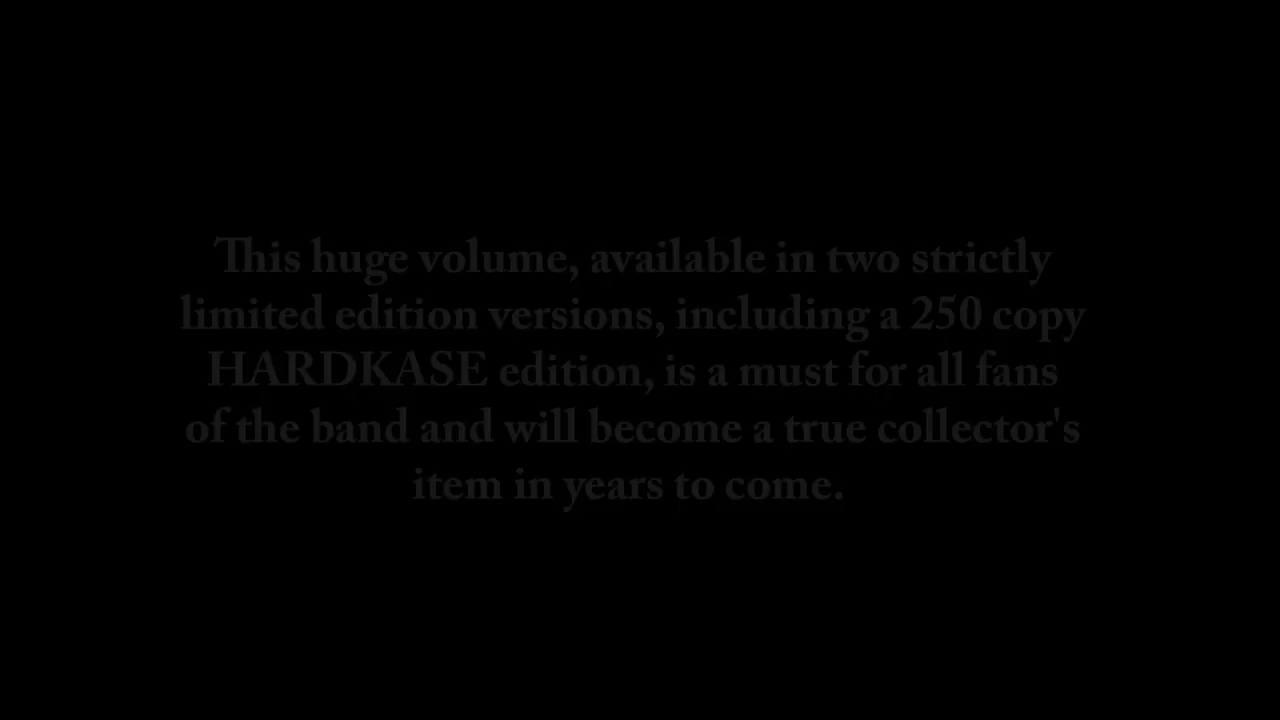 This huge volume, available in two strictly
limited edition versions, including a 250 copy
HARDKASE edition, is a must for all fans
of the band and will become a true collector's
item in years to come.